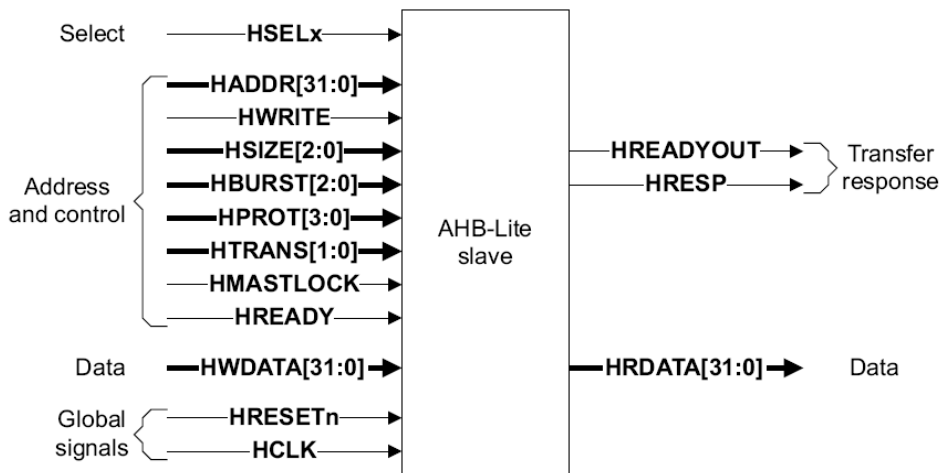 Select
HSELx
Address
and control
HADDR[31:0]
HWRITE
HSIZE[2:0]
HBURST[2:0]
HPROT[3:0]
HTRANS[1:0]
HMASTLOCK
HREADY
Data
HWDATA[31:0]
Global
signals
HRESETn
HCLK
AHB-Lite
slave
HREADYOUT
HRESP
Transfer
response
HRDATA[31:0]
Data